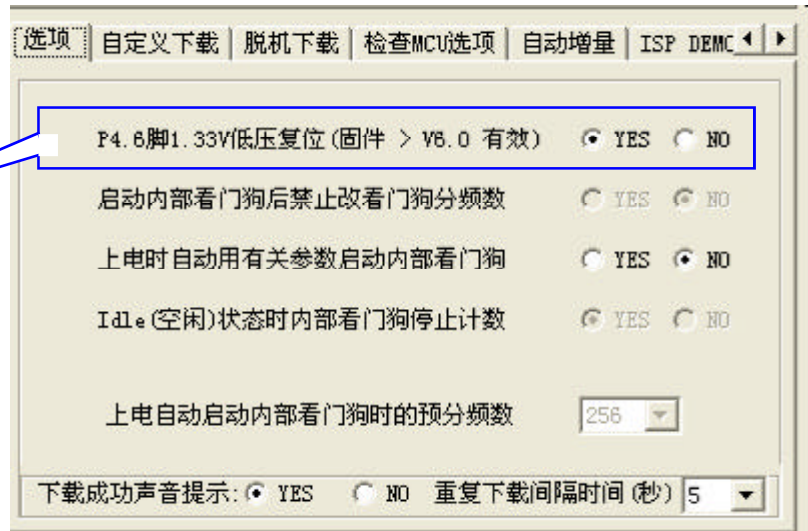 选项 自定义下载 脱机下载 检查MCU选项 自动增量 ISP DEMO
P4.6脚1.33V低压复位(固件 > V6.0 有效) YES NO
启动内部看门狗后禁止改看门狗分频数 YES NO
上电时自动用有关参数启动内部看门狗 YES NO
Idle(空闲)状态时内部看门狗停止计数 YES NO
上电自动启动内部看门狗时的预分频数 256
下载成功声音提示: YES NO 重复下载间隔时间(秒) 5